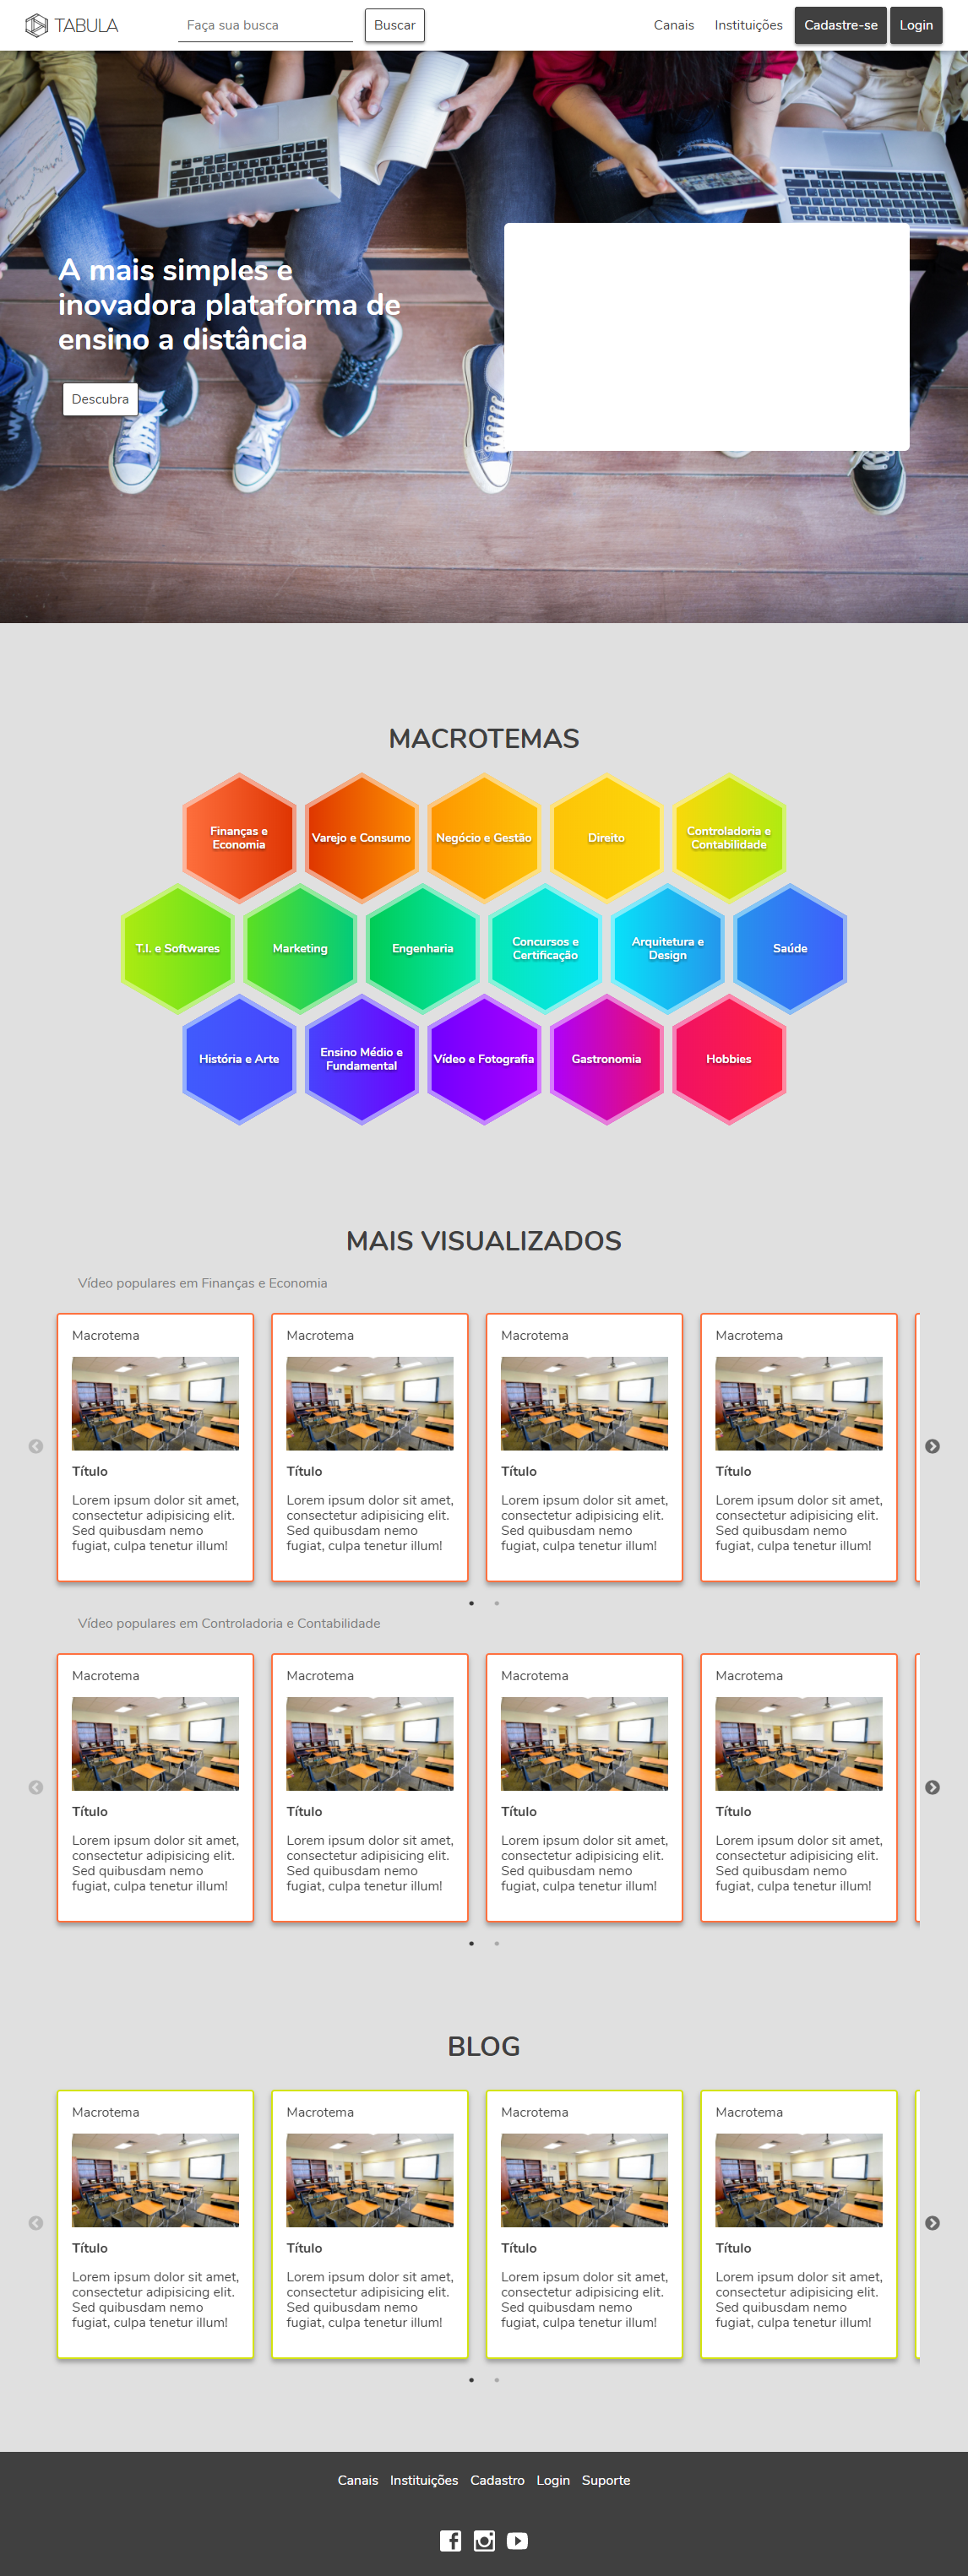 TABULA
Faça sua busca
Buscar
Canais
Instituições
Cadastre-se
Login
A mais simples e
inovadora plataforma de
ensino a distância
Descubra
MACROTEMAS
Finanças e
Economia
Varejo e Consumo
Negócio e Gestão
Direito
Controladoria e
Contabilidade
T.I. e Softwares
Marketing
Engenharia
Concursos e
Certificação
Arquitetura e
Design
Saúde
História e Arte
Ensino Médio e
Fundamental
Vídeo e Fotografia
Gastronomia
Hobbies
MAIS VISUALIZADOS
Vídeo populares em Finanças e Economia
Macrotema
Título
Lorem ipsum dolor sit amet,
consectetur adipisicing elit.
Sed quibusdam nemo
fugiat, culpa tenetur illum!
Macrotema
Título
Lorem ipsum dolor sit amet,
consectetur adipisicing elit.
Sed quibusdam nemo
fugiat, culpa tenetur illum!
Macrotema
Título
Lorem ipsum dolor sit amet,
consectetur adipisicing elit.
Sed quibusdam nemo
fugiat, culpa tenetur illum!
Macrotema
Título
Lorem ipsum dolor sit amet,
consectetur adipisicing elit.
Sed quibusdam nemo
fugiat, culpa tenetur illum!
Vídeo populares em Controladoria e Contabilidade
Macrotema
Título
Lorem ipsum dolor sit amet,
consectetur adipisicing elit.
Sed quibusdam nemo
fugiat, culpa tenetur illum!
Macrotema
Título
Lorem ipsum dolor sit amet,
consectetur adipisicing elit.
Sed quibusdam nemo
fugiat, culpa tenetur illum!
Macrotema
Título
Lorem ipsum dolor sit amet,
consectetur adipisicing elit.
Sed quibusdam nemo
fugiat, culpa tenetur illum!
Macrotema
Título
Lorem ipsum dolor sit amet,
consectetur adipisicing elit.
Sed quibusdam nemo
fugiat, culpa tenetur illum!
BLOG
Macrotema
Título
Lorem ipsum dolor sit amet,
consectetur adipisicing elit.
Sed quibusdam nemo
fugiat, culpa tenetur illum!
Macrotema
Título
Lorem ipsum dolor sit amet,
consectetur adipisicing elit.
Sed quibusdam nemo
fugiat, culpa tenetur illum!
Macrotema
Título
Lorem ipsum dolor sit amet,
consectetur adipisicing elit.
Sed quibusdam nemo
fugiat, culpa tenetur illum!
Macrotema
Título
Lorem ipsum dolor sit amet,
consectetur adipisicing elit.
Sed quibusdam nemo
fugiat, culpa tenetur illum!
Canais Instituições Cadastro Login Suporte